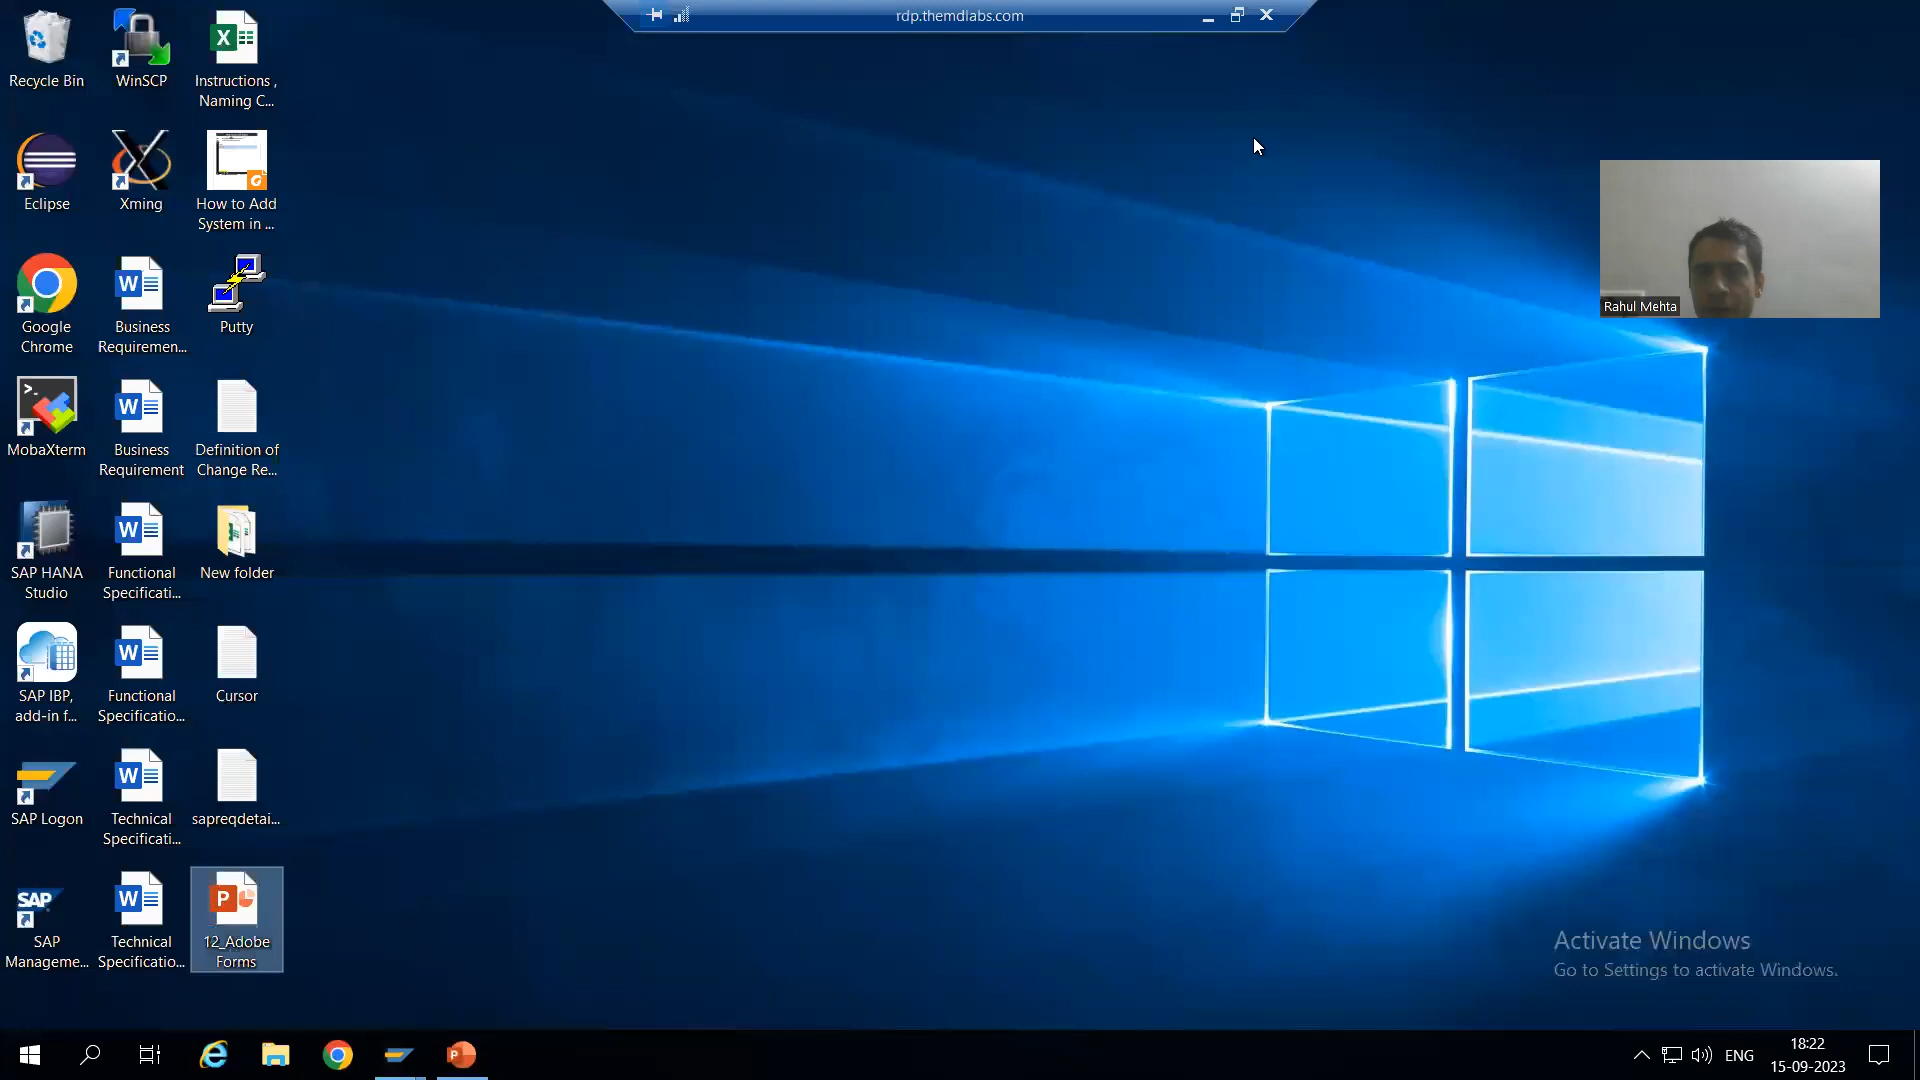 rdp.themdlabs.com
Recycle Bin
WinSCP
Instructions ,
Naming C...
Eclipse
Xming
How to Add
System in ...
Google
Chrome
Business
Requiremen...
Putty
MobaXterm
Business
Requirement
Definition of
Change Re...
SAP HANA
Studio
Functional
Specificati...
New folder
SAP IBP,
add-in f...
Functional
Specificatio...
Cursor
SAP Logon
Technical
Specificati...
sapreqdetai...
SAP
SAP
Manageme...
Technical
Specificatio...
12_Adobe
Forms
Rahul Mehta
Activate Windows
Go to Settings to activate Windows.
ENG
18:22
15-09-2023